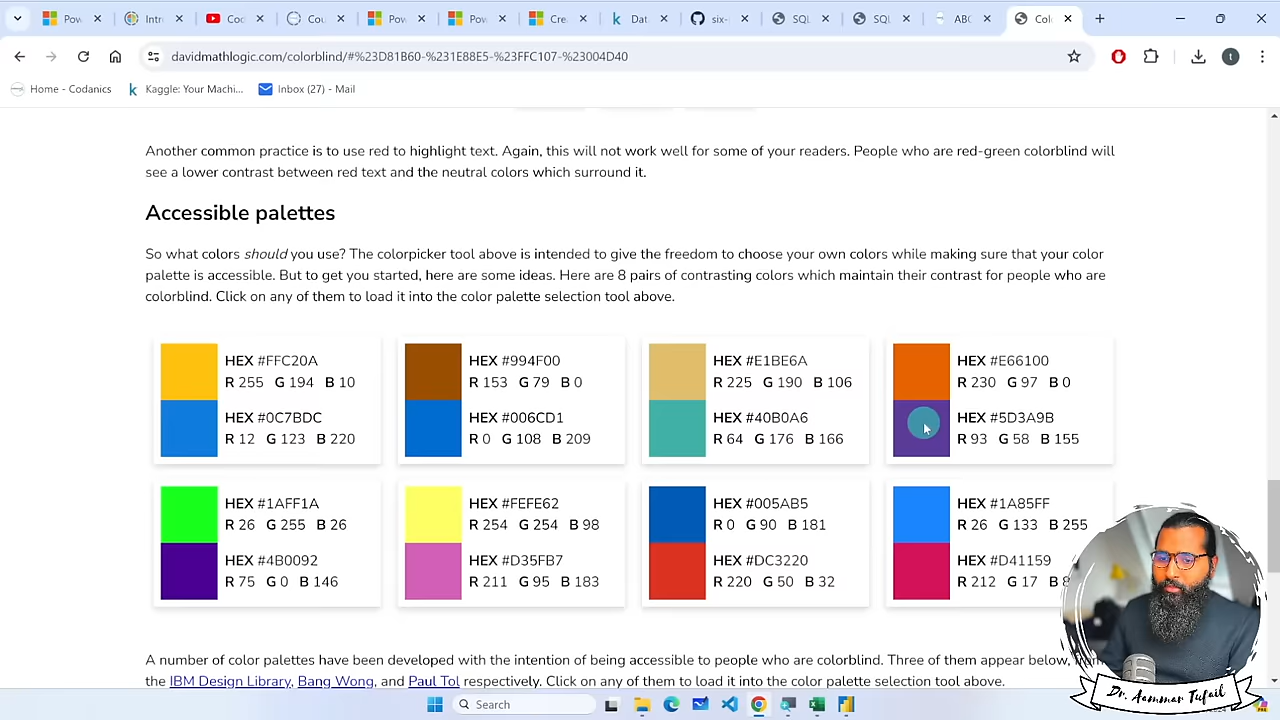 Pow
Intro
Coc
Cou
Pow
Pow
Cre
Dat
six-
SQL
SQL
ABC
Col
davidmathlogic.com/colorblind/#%23D81B60-%231E88E5-%23FFC107-%23004D40
t
Home - Codanics
Kaggle: Your Machi...
Inbox (27) - Mail
Another common practice is to use red to highlight text. Again, this will not work well for some of your readers. People who are red-green colorblind will
see a lower contrast between red text and the neutral colors which surround it.
Accessible palettes
So what colors should you use? The colorpicker tool above is intended to give the freedom to choose your own colors while making sure that your color
palette is accessible. But to get you started, here are some ideas. Here are 8 pairs of contrasting colors which maintain their contrast for people who are
colorblind. Click on any of them to load it into the color palette selection tool above.
HEX #FFC20A
R 255 G 194 B 10
HEX #0C7BDC
R 12 G 123 B 220
HEX #994F00
R 153 G 79 B 0
HEX #006CD1
R 0 G 108 B 209
HEX #E1BE6A
R 225 G 190 B 106
HEX #40B0A6
R 64 G 176 B 166
HEX #E66100
R 230 G 97 B 0
HEX #5D3A9B
R 93 G 58 B 155
HEX #1AFF1A
R 26 G 255 B 26
HEX #4B0092
R 75 G 0 B 146
HEX #FEFE62
R 254 G 254 B 98
HEX #D35FB7
R 211 G 95 B 183
HEX #005AB5
R 0 G 90 B 181
HEX #DC3220
R 220 G 50 B 32
HEX #1A85FF
R 26 G 133 B 255
HEX #D41159
R 212 G 17 B
A number of color palettes have been developed with the intention of being accessible to people who are colorblind. Three of them appear below,
the IBM Design Library, Bang Wong, and Paul Tol respectively. Click on any of them to load it into the color palette selection tool above.
Dr. Aammar Tufail
Search